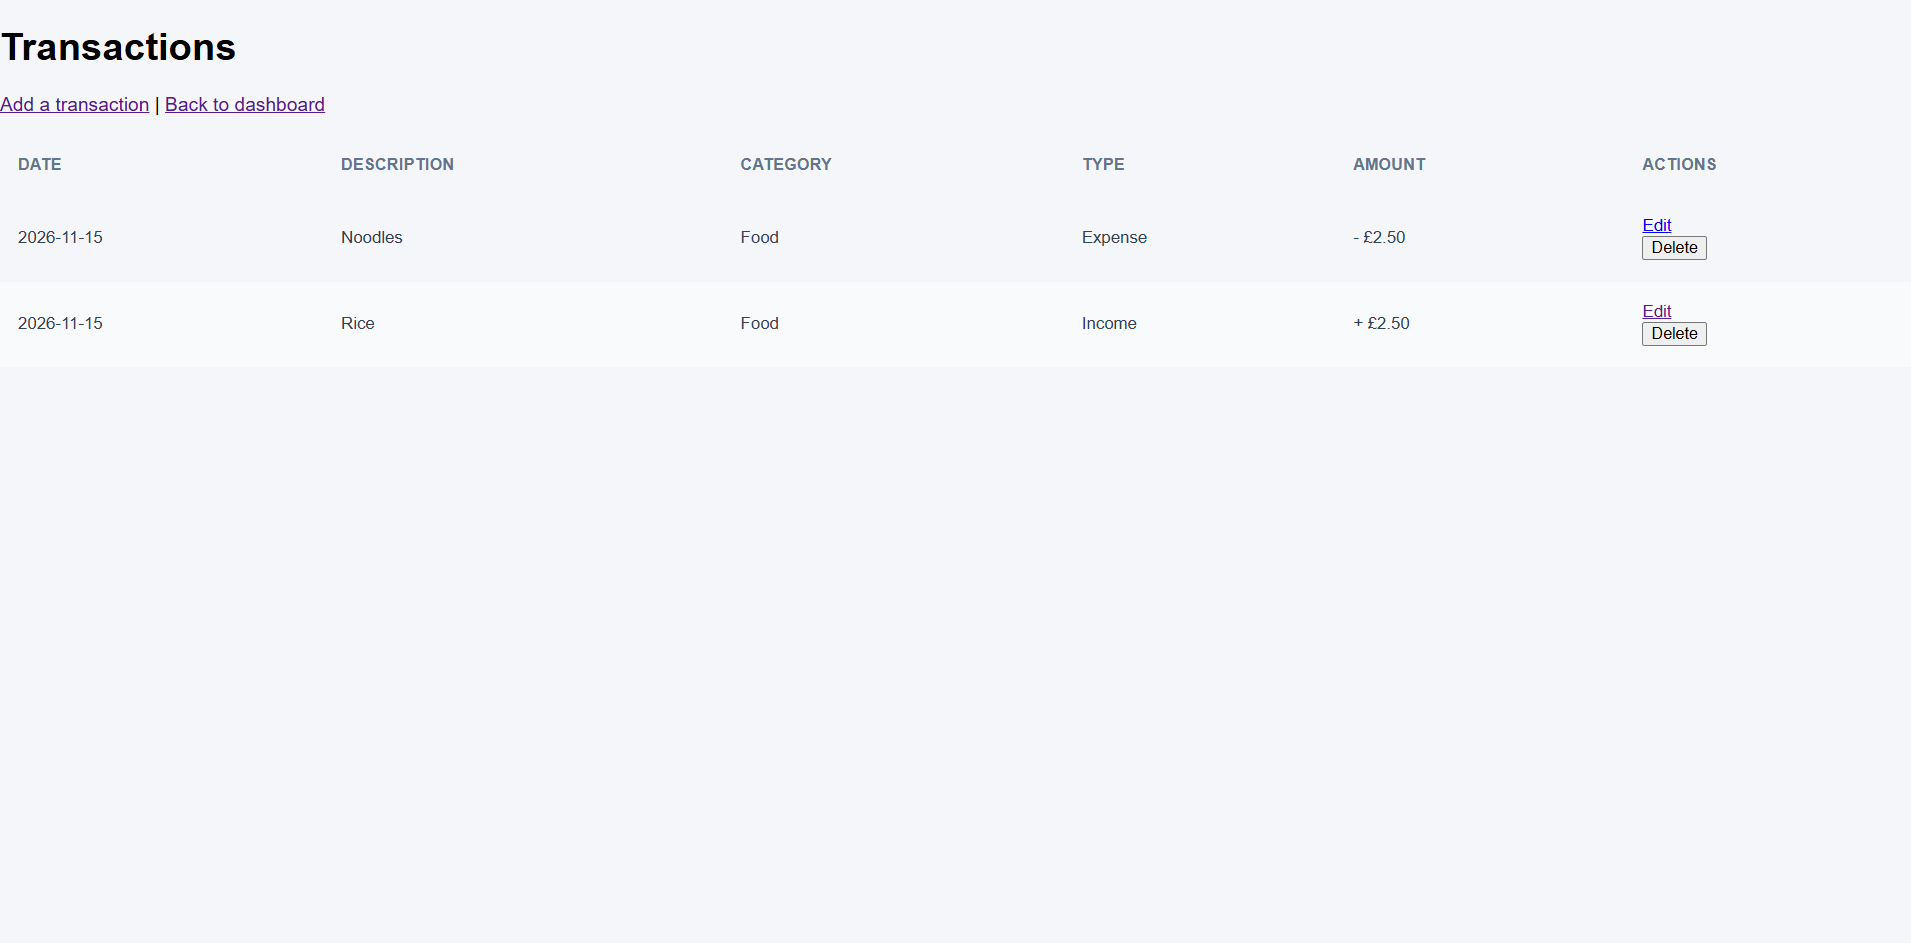 Transactions
Add a transaction | Back to dashboard
DATE DESCRIPTION CATEGORY TYPE AMOUNT ACTIONS
2026-11-15 Noodles Food Expense - £2.50 Edit
Delete
2026-11-15 Rice Food Income + £2.50 Edit
Delete